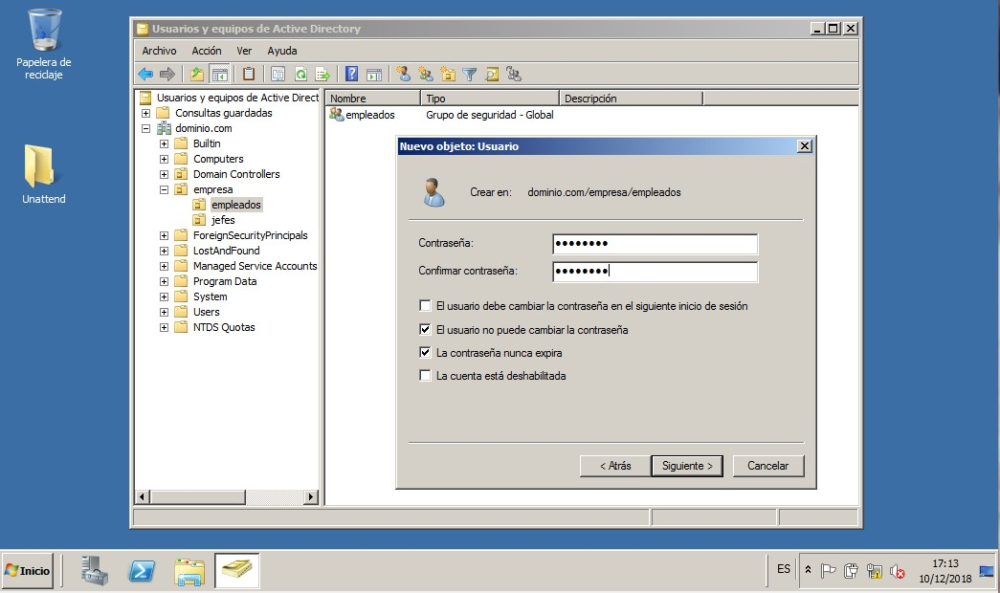 Papelera de
reciclaje
Unattend
Usuarios y equipos de Active Directory
Archivo Acción Ver Ayuda
Usuarios y equipos de Active Direct
Consultas guardadas
dominio.com
Builtin
Computers
Domain Controllers
empresa
empleados
jefes
ForeignSecurityPrincipals
LostAndFound
Managed Service Accounts
Program Data
System
Users
NTDS Quotas
Nombre Tipo Descripción
empleados Grupo de seguridad - Global
Nuevo objeto: Usuario
Crear en: dominio.com/empresa/empleados
Contraseña: ●●●●●●●●
Confirmar contraseña: ●●●●●●●●
El usuario debe cambiar la contraseña en el siguiente inicio de sesión
El usuario no puede cambiar la contraseña
La contraseña nunca expira
La cuenta está deshabilitada
< Atrás Siguiente > Cancelar
Inicio
ES
17:13
10/12/2018